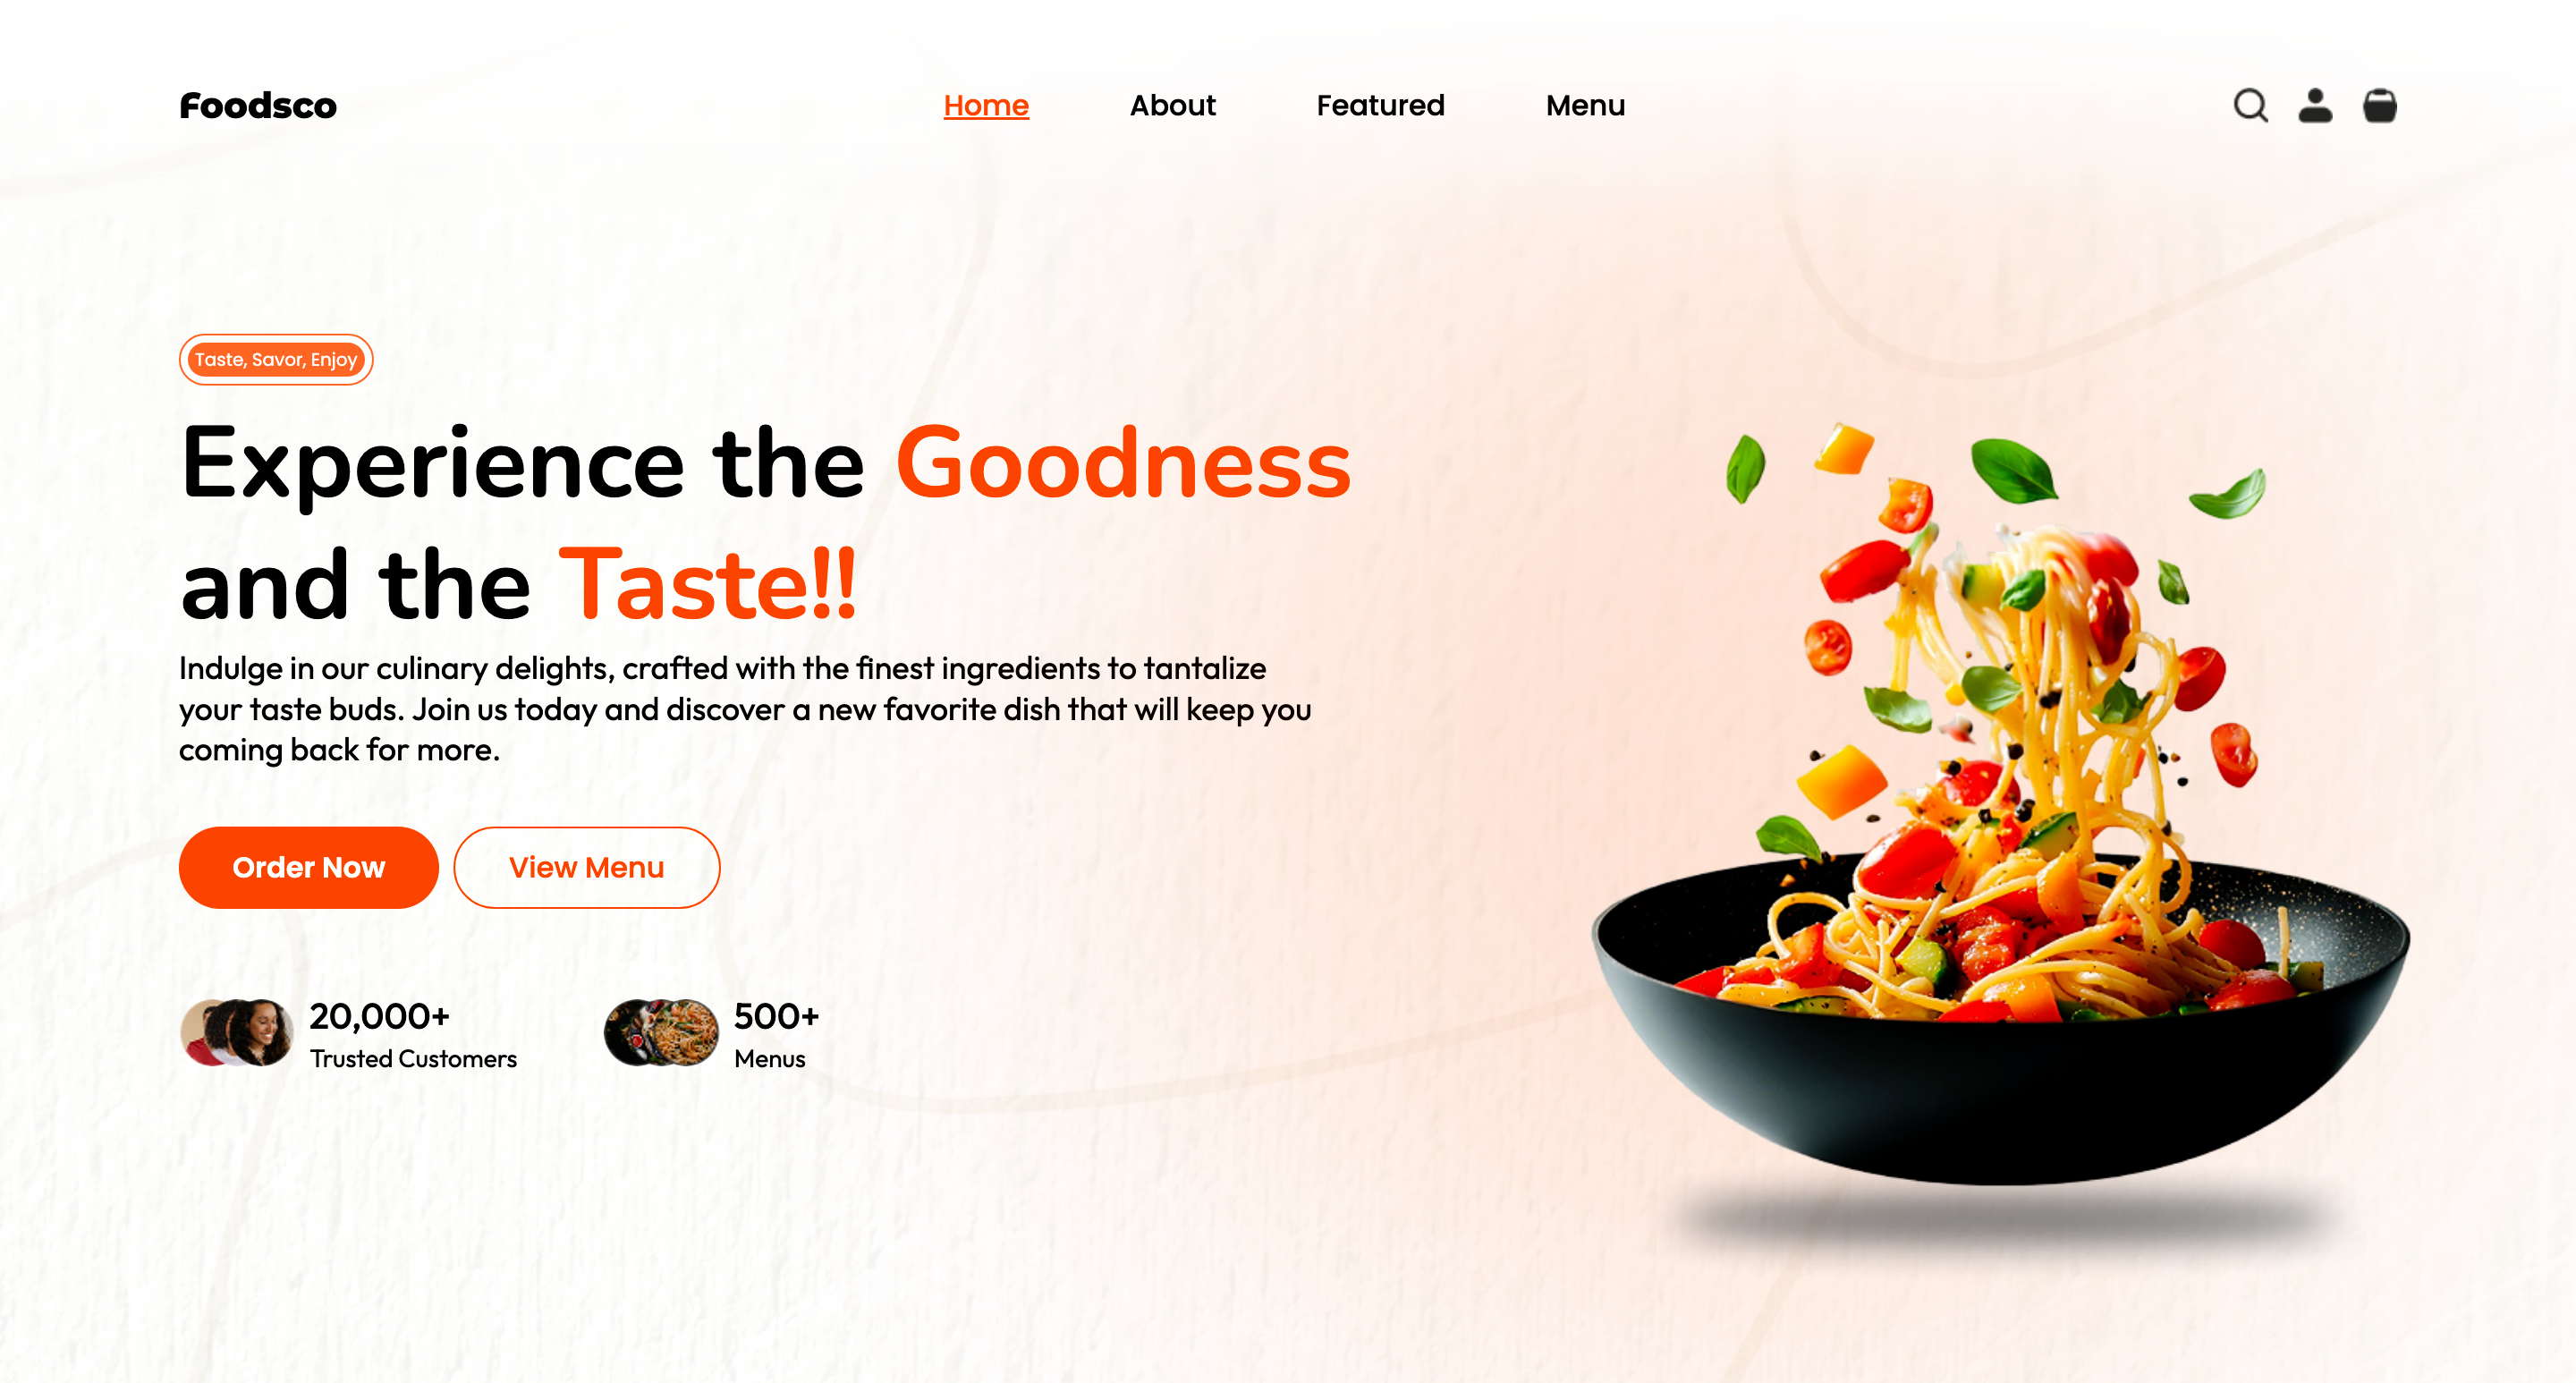 Foodsco
Home
About
Featured
Menu
Taste, Savor, Enjoy
Experience the Goodness
and the Taste!!
Indulge in our culinary delights, crafted with the finest ingredients to tantalize
your taste buds. Join us today and discover a new favorite dish that will keep you
coming back for more.
Order Now
View Menu
20,000+
Trusted Customers
500+
Menus